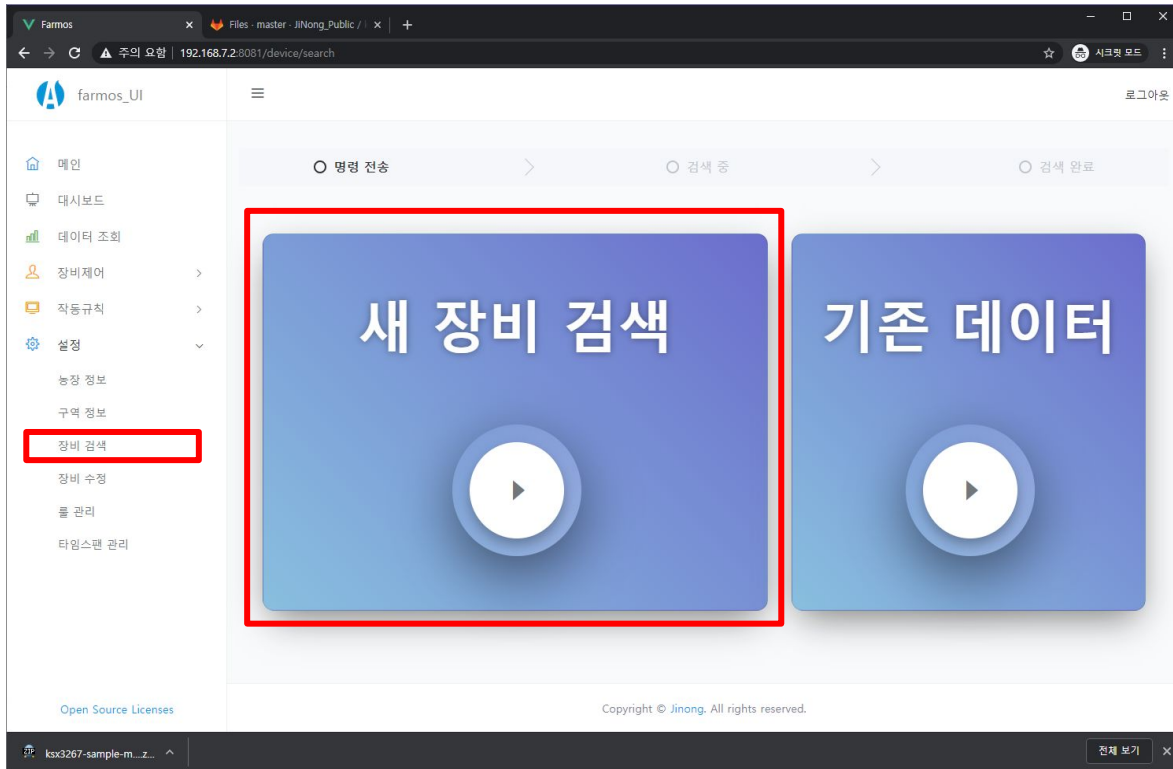 Farmos
Files · master · JiNong_Public /
주의 요함
192.168.7.2:8081/device/search
시크릿 모드
farmos_UI
로그아웃
메인
대시보드
데이터 조회
장비제어
작동규칙
설정
농장 정보
구역 정보
장비 검색
장비 수정
룰 관리
타임스팬 관리
Open Source Licenses
명령 전송
검색 중
검색 완료
새 장비 검색
기존 데이터
Copyright © Jinong. All rights reserved.
ZIP
ksx3267-sample-m....z...
전체 보기